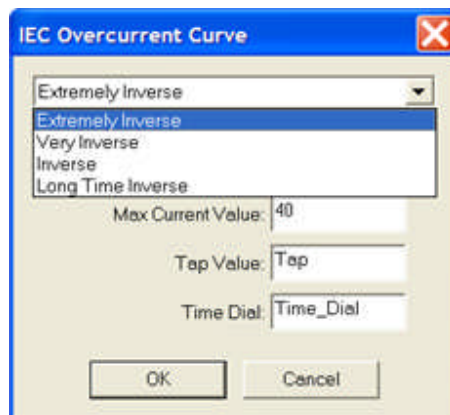 IEC Overcurrent Curve
Extremely Inverse
Extremely Inverse
Very Inverse
Inverse
Long Time Inverse
Max Current Value: 40
Tap Value: Tap
Time Dial: Time_Dial
OK Cancel